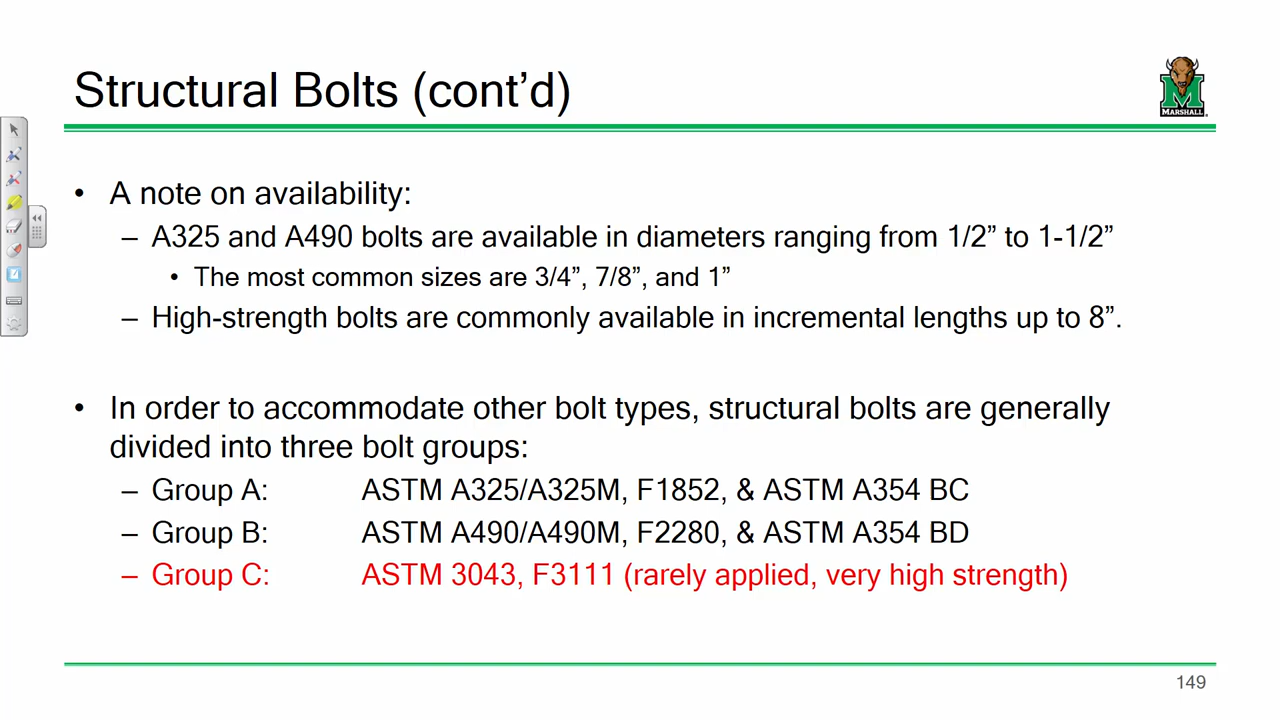 Structural Bolts (cont’d)
MARSHALL
• A note on availability:
– A325 and A490 bolts are available in diameters ranging from 1/2” to 1-1/2”
• The most common sizes are 3/4”, 7/8”, and 1”
– High-strength bolts are commonly available in incremental lengths up to 8”.
• In order to accommodate other bolt types, structural bolts are generally
divided into three bolt groups:
– Group A: ASTM A325/A325M, F1852, & ASTM A354 BC
– Group B: ASTM A490/A490M, F2280, & ASTM A354 BD
– Group C: ASTM 3043, F3111 (rarely applied, very high strength)
149